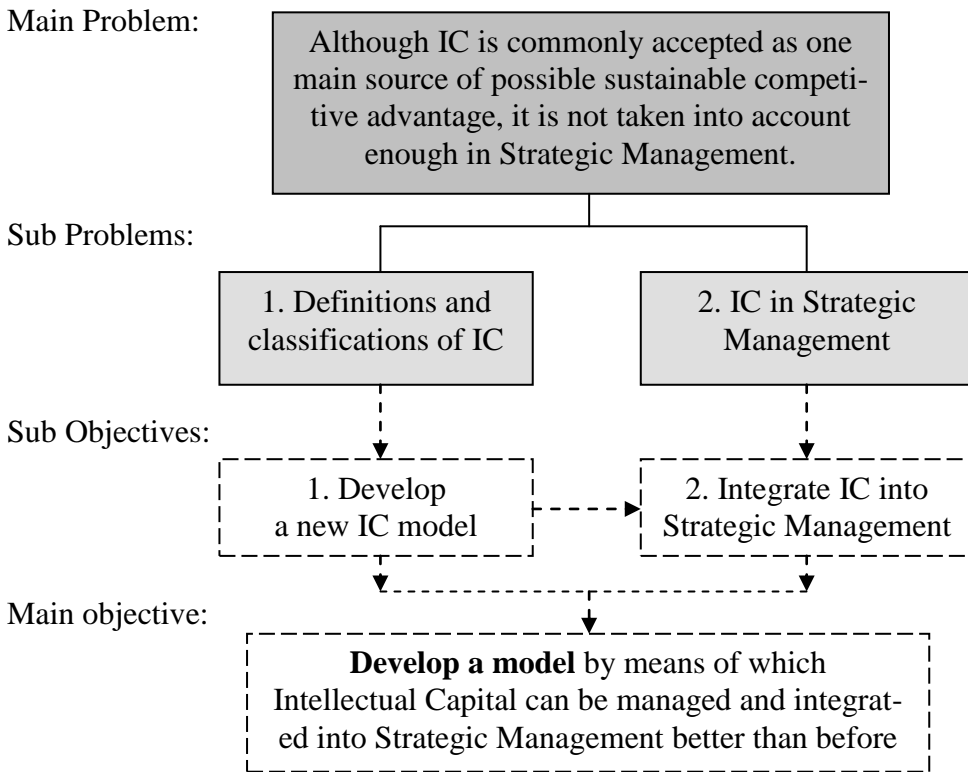 Main Problem:
Although IC is commonly accepted as one
main source of possible sustainable competi-
tive advantage, it is not taken into account
enough in Strategic Management.
Sub Problems:
1. Definitions and
classifications of IC
2. IC in Strategic
Management
Sub Objectives:
1. Develop
a new IC model
2. Integrate IC into
Strategic Management
Main objective:
Develop a model by means of which
Intellectual Capital can be managed and integrat-
ed into Strategic Management better than before